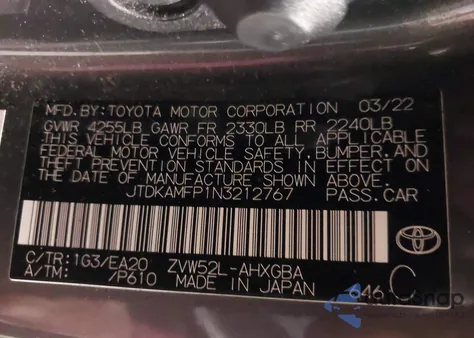 MFD. BY: TOYOTA MOTOR CORPORATION 03/22
GVWR 4255LB GAWR FR 2330LB RR 2240LB
THIS VEHICLE CONFORMS TO ALL APPLICABLE
FEDERAL MOTOR VEHICLE SAFETY, BUMPER, AND
THEFT PREVENTION STANDARDS IN EFFECT ON
THE DATE OF MANUFACTURE SHOWN ABOVE.
JTDKAMFP1N3212767 PASS. CAR
C/TR: 1G3/EA20 ZVW52L-AHXGBA
A/TM: /P610 MADE IN JAPAN 646 C